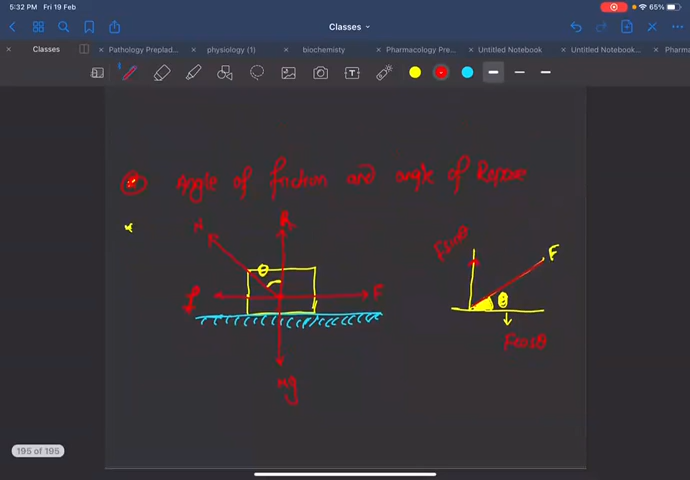 5:32 PM Fri 19 Feb
65%
Classes
Classes
Pathology Preplad...
physiology (1)
biochemisty
Pharmacology Pre...
Untitled Notebook
Untitled Notebook...
Pharma
T
Angle of friction and angle of Repose
N
R
θ
f
F
Mg
Fsinθ
F
θ
Fcosθ
195 of 195